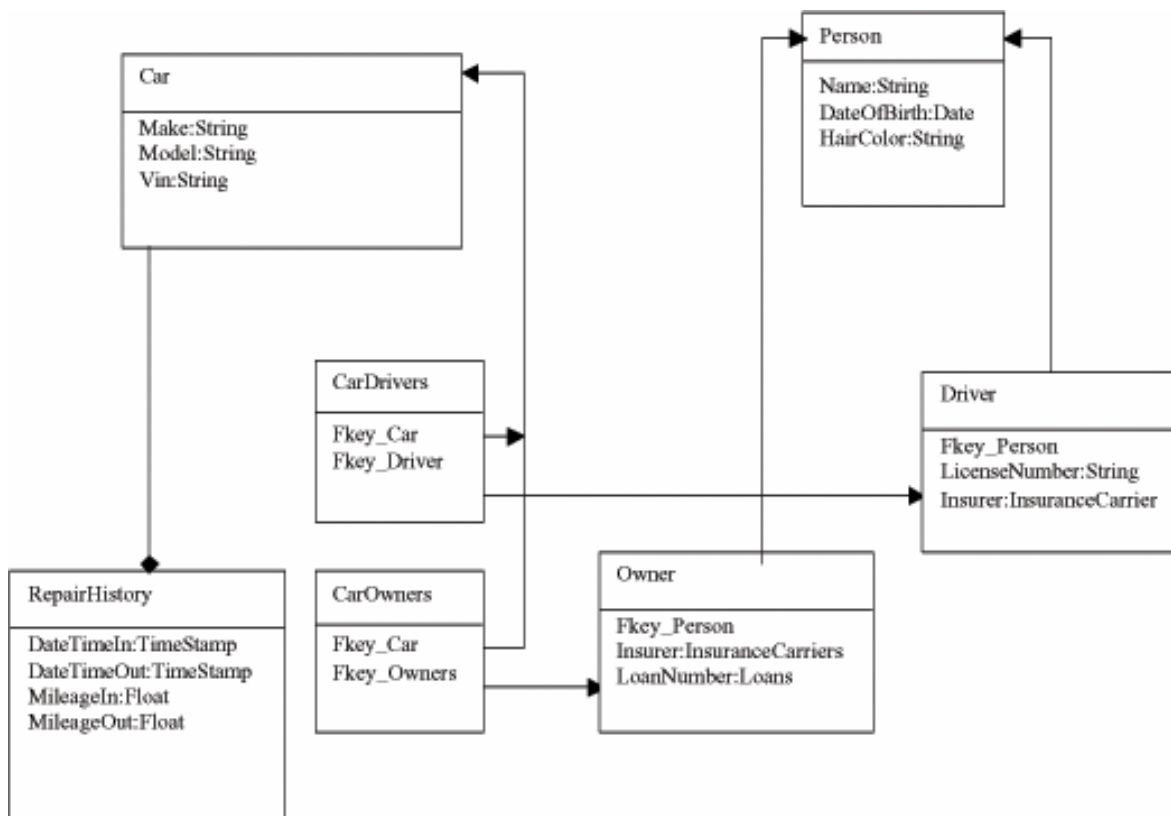 Person
Name:String
DateOfBirth:Date
HairColor:String
Car
Make:String
Model:String
Vin:String
CarDrivers
Fkey_Car
Fkey_Driver
Driver
Fkey_Person
LicenseNumber:String
Insurer:InsuranceCarrier
RepairHistory
DateTimeIn:TimeStamp
DateTimeOut:TimeStamp
MileageIn:Float
MileageOut:Float
CarOwners
Fkey_Car
Fkey_Owners
Owner
Fkey_Person
Insurer:InsuranceCarriers
LoanNumber:Loans